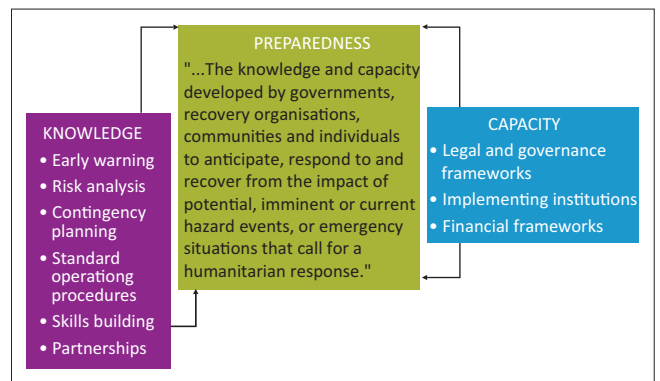 PREPAREDNESS
"...The knowledge and capacity
developed by governments,
recovery organisations,
communities and individuals
to anticipate, respond to and
recover from the impact of
potential, imminent or current
hazard events, or emergency
situations that call for a
humanitarian response."
KNOWLEDGE
• Early warning
• Risk analysis
• Contingency
planning
• Standard
operationg
procedures
• Skills building
• Partnerships
CAPACITY
• Legal and governance
frameworks
• Implementing institutions
• Financial frameworks